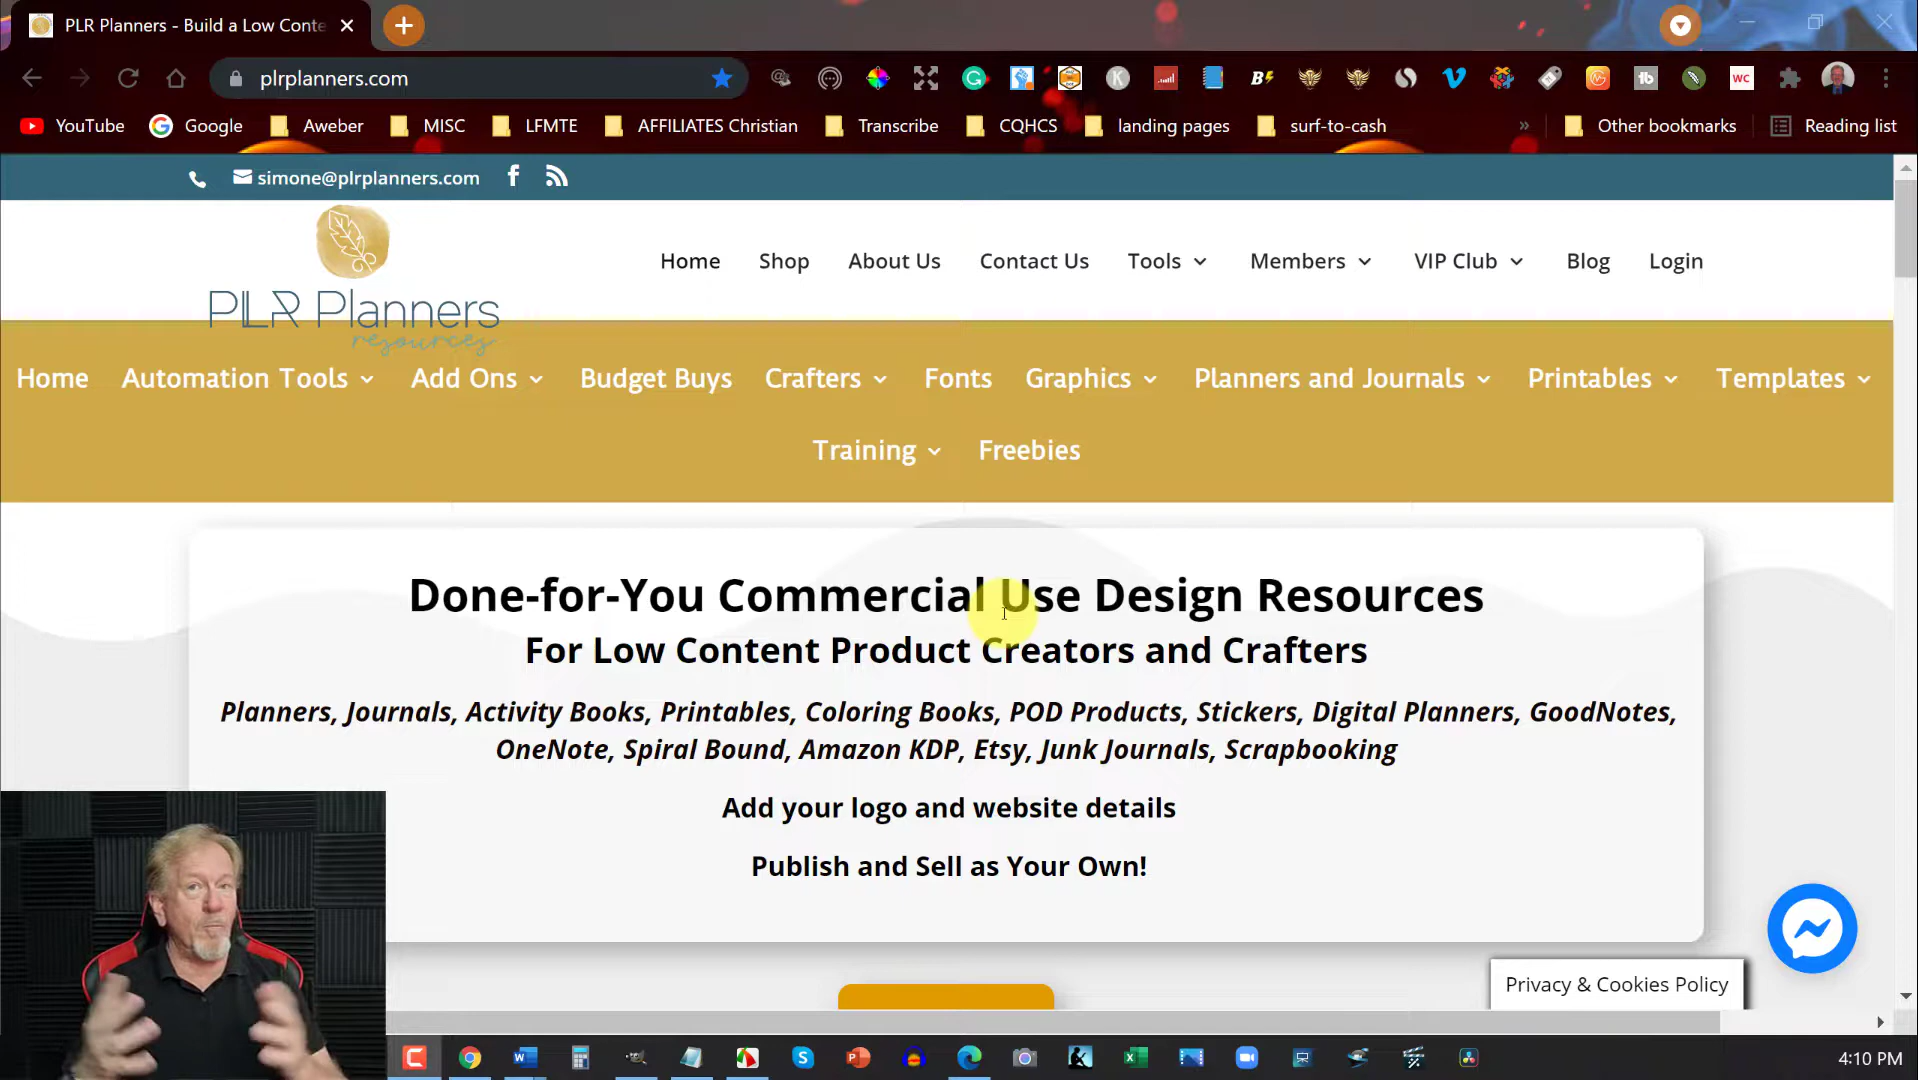 PLR Planners - Build a Low Conte
plrplanners.com
WC
YouTube Google Aweber MISC LFMTE AFFILIATES Christian Transcribe CQHCS landing pages surf-to-cash » Other bookmarks Reading list
simone@plrplanners.com
PLR Planners
resources
Home Shop About Us Contact Us Tools Members VIP Club Blog Login
Home Automation Tools Add Ons Budget Buys Crafters Fonts Graphics Planners and Journals Printables Templates
Training Freebies
Done-for-You Commercial Use Design Resources
For Low Content Product Creators and Crafters
Planners, Journals, Activity Books, Printables, Coloring Books, POD Products, Stickers, Digital Planners, GoodNotes,
OneNote, Spiral Bound, Amazon KDP, Etsy, Junk Journals, Scrapbooking
Add your logo and website details
Publish and Sell as Your Own!
Privacy & Cookies Policy
4:10 PM